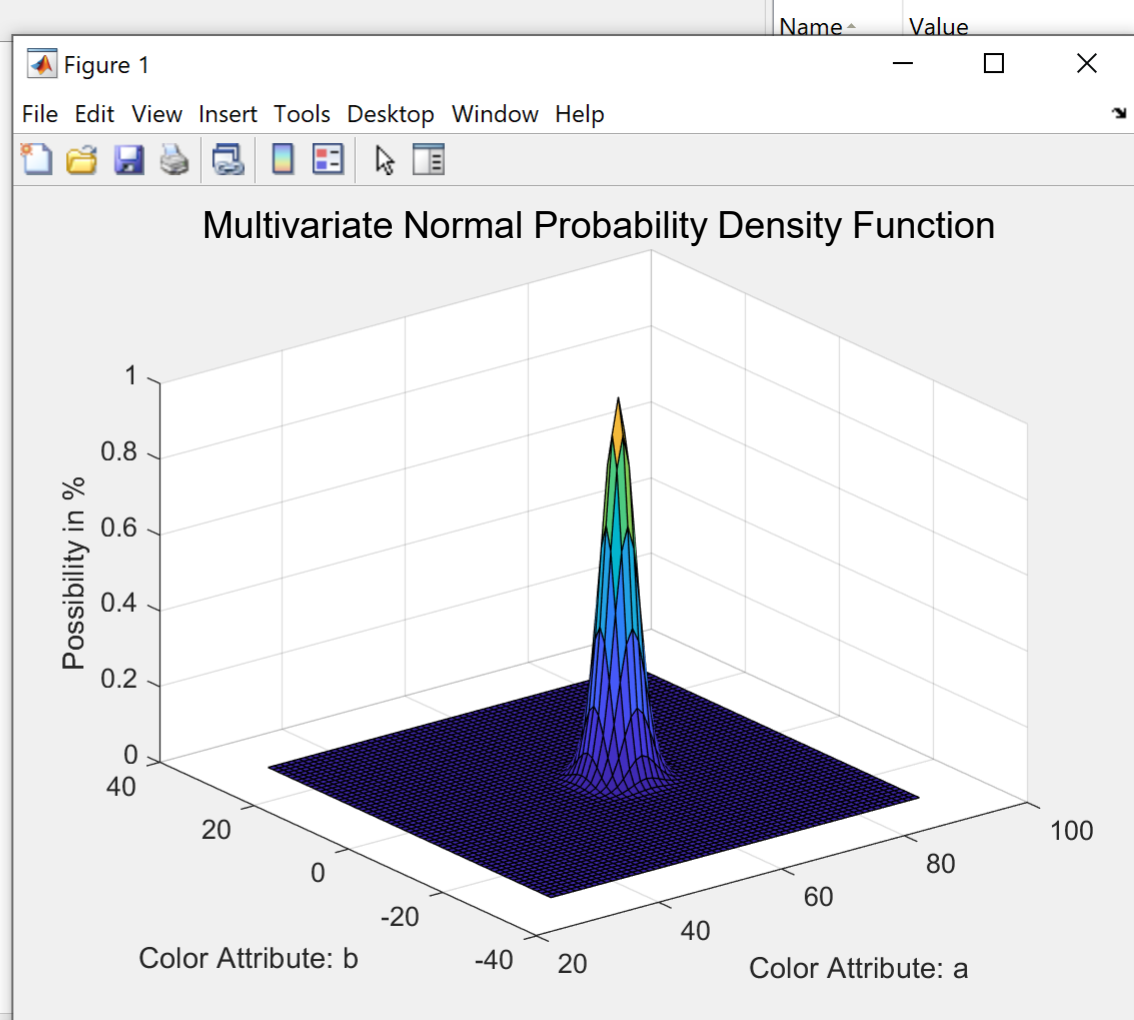 Name Value
Figure 1
File Edit View Insert Tools Desktop Window Help
Multivariate Normal Probability Density Function
1
0.8
0.6
0.4
0.2
0
Possibility in %
40
20
0
-20
-40
Color Attribute: b
20
40
60
80
100
Color Attribute: a